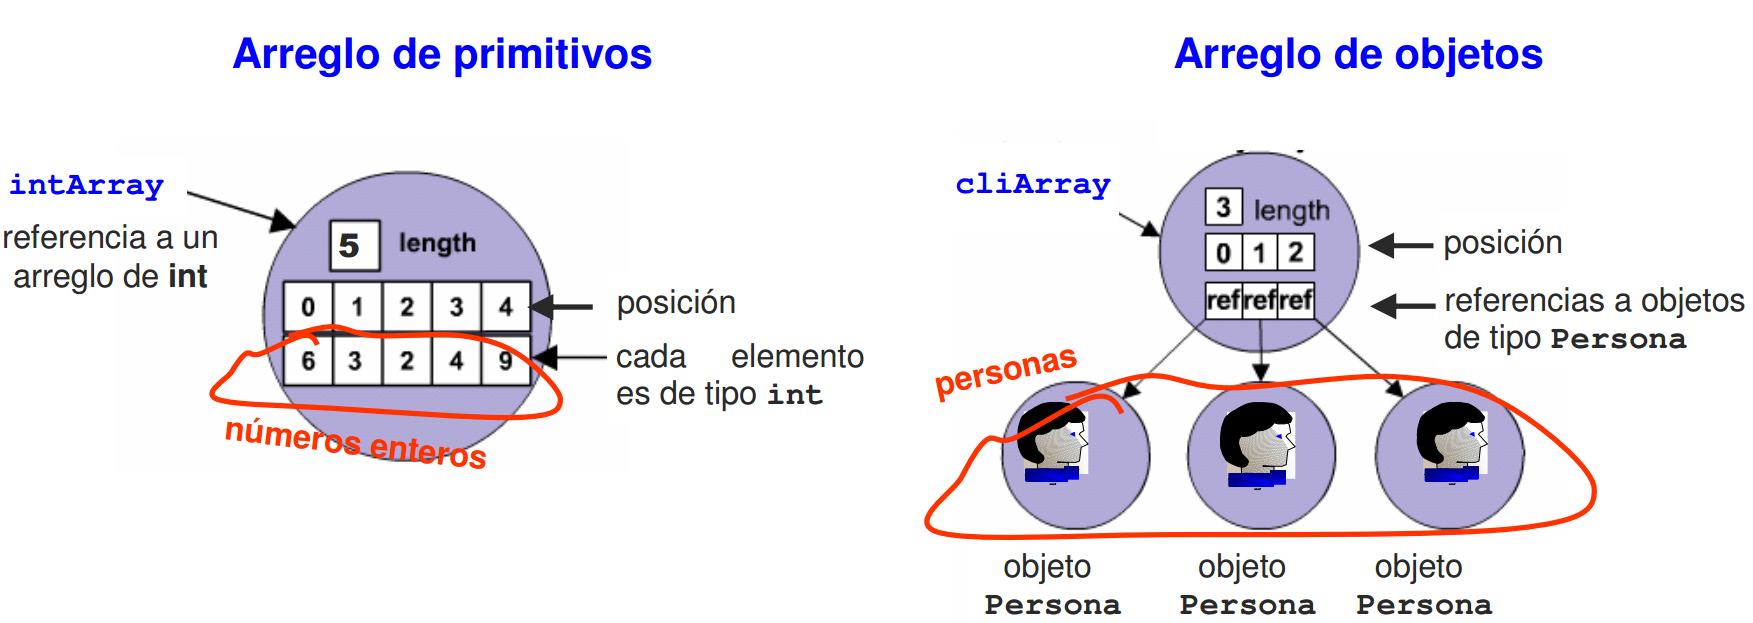 Arreglo de primitivos
intArray
referencia a un
arreglo de int
5 length
0 1 2 3 4
posición
6 3 2 4 9
cada elemento
es de tipo int
números enteros
Arreglo de objetos
cliArray
3 length
0 1 2
posición
ref ref ref
referencias a objetos
de tipo Persona
personas
objeto
Persona
objeto
Persona
objeto
Persona